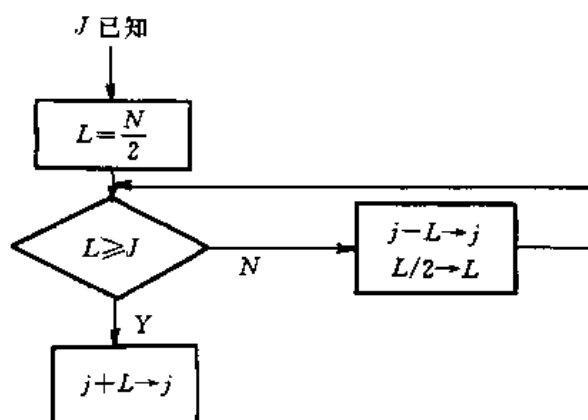 J 已知
L=N/2
L⩾J
N
j−L→j
L/2→L
Y
j+L→j